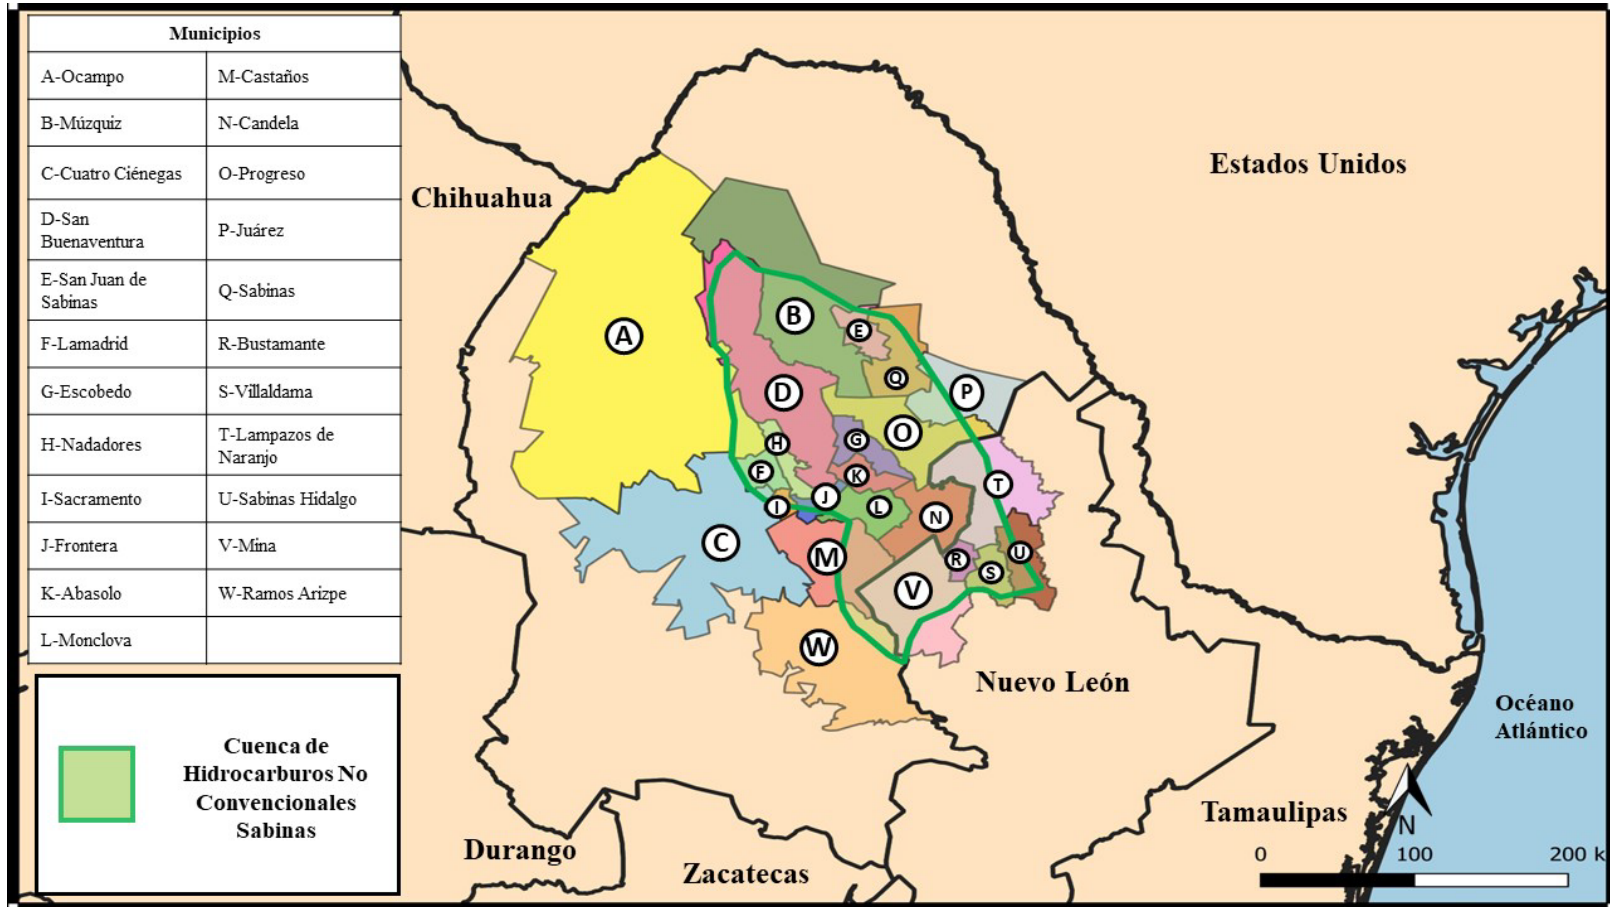 Municipios
A-Ocampo
M-Castaños
B-Múzquiz
N-Candela
C-Cuatro Ciénegas
O-Progreso
D-San
Buenaventura
P-Juárez
E-San Juan de
Sabinas
Q-Sabinas
F-Lamadrid
R-Bustamante
G-Escobedo
S-Villaldama
H-Nadadores
T-Lampazos de
Naranjo
I-Sacramento
U-Sabinas Hidalgo
J-Frontera
V-Mina
K-Abasolo
W-Ramos Arizpe
L-Monclova
Cuenca de
Hidrocarburos No
Convencionales
Sabinas
Chihuahua
Estados Unidos
A
B
E
Q
D
P
H
G
O
F
K
T
I
J
L
N
C
M
R
S
U
V
W
Nuevo León
Océano
Atlántico
Tamaulipas
Durango
Zacatecas
N
0 100 200 k